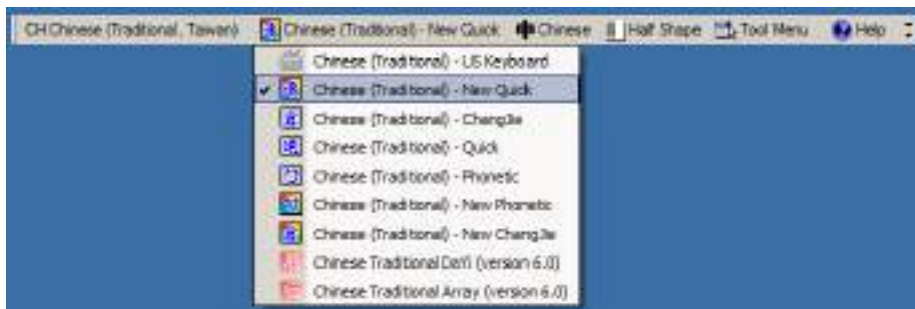 CH Chinese (Traditional, Taiwan) Chinese (Traditional) - New Quick Chinese Half Shape Tool Menu Help
Chinese (Traditional) - US Keyboard
Chinese (Traditional) - New Quick
Chinese (Traditional) - ChangJie
Chinese (Traditional) - Quick
Chinese (Traditional) - Phonetic
Chinese (Traditional) - New Phonetic
Chinese (Traditional) - New ChangJie
Chinese Traditional DaYi (version 6.0)
Chinese Traditional Array (version 6.0)